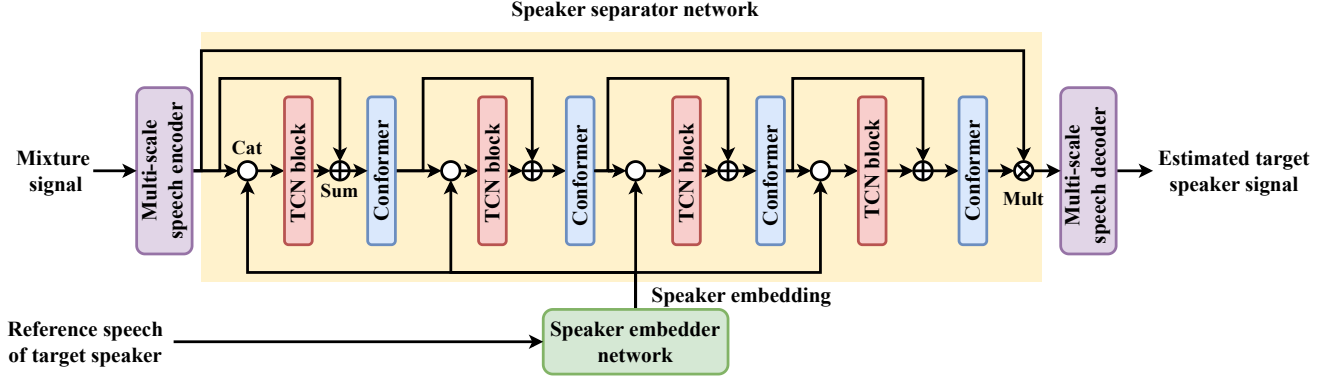 Speaker separator network
Mixture
signal
Multi-scale
speech encoder
Cat
TCN block
Sum
Conformer
TCN block
Conformer
TCN block
Conformer
TCN block
Conformer
Mult
Multi-scale
speech decoder
Estimated target
speaker signal
Speaker embedding
Reference speech
of target speaker
Speaker embedder
network